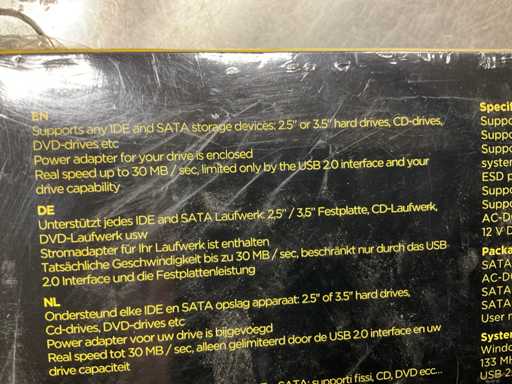 EN
Supports any IDE and SATA storage devices: 2.5" or 3.5" hard drives, CD-drives,
DVD-drives etc
Power adapter for your drive is enclosed
Real speed up to 30 MB / sec, limited only by the USB 2.0 interface and your
drive capability
DE
Unterstützt jedes IDE and SATA Laufwerk: 2,5" / 3,5" Festplatte, CD-Laufwerk,
DVD-Laufwerk usw
Stromadapter für Ihr Laufwerk ist enthalten
Tatsächliche Geschwindigkeit bis zu 30 MB / sec, beschränkt nur durch das USB
2.0 Interface und die Festplattenleistung
NL
Ondersteund elke IDE en SATA opslag apparaat: 2.5" of 3.5" hard drives,
Cd-drives, DVD-drives etc
Power adapter voor uw drive is bijgevoegd
Real speed tot 30 MB / sec, alleen gelimiteerd door de USB 2.0 interface en uw
drive capaciteit
SATA: supporti fissi, CD, DVD ecc...
Specif
Suppo
Suppo
Suppo
system
ESD p
Suppo
Suppo
AC-D
12 V D
Packa
SATA
AC-D
SATA
SATA
User m
System
Windo
133 MH
USB 2